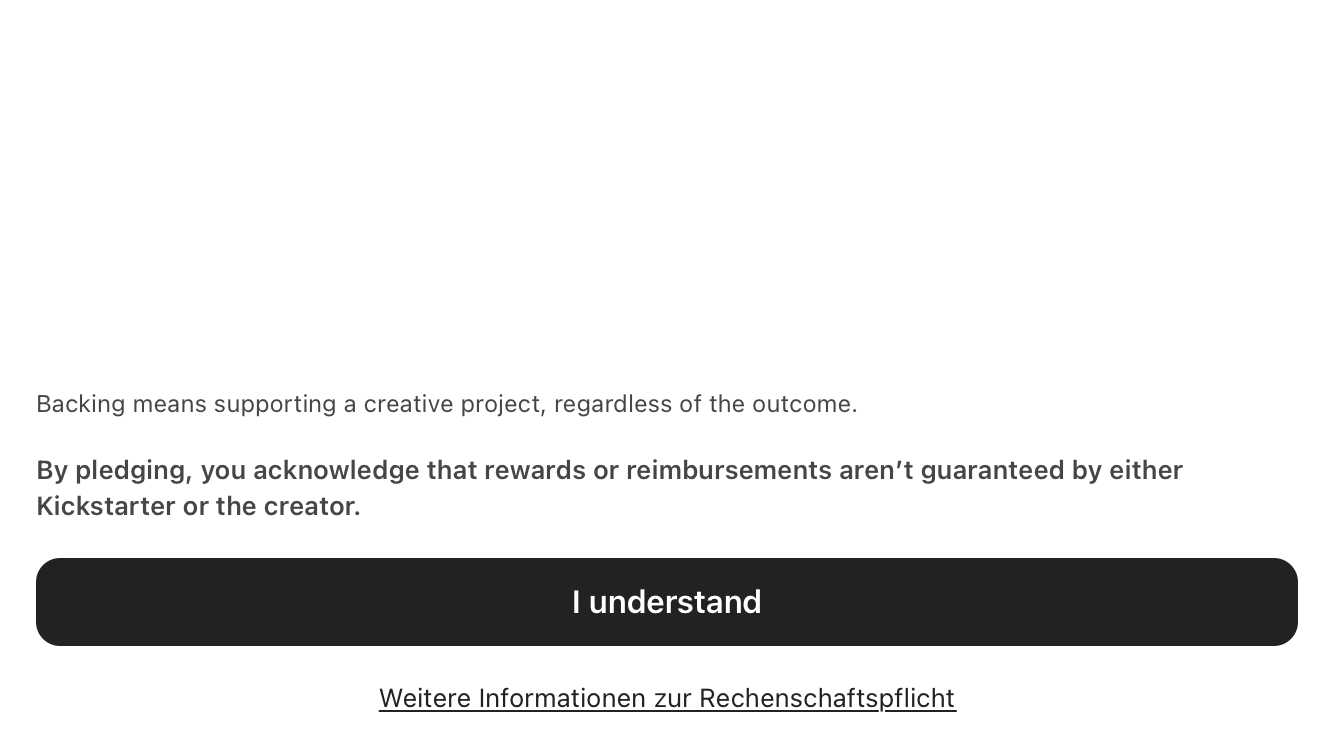 Backing means supporting a creative project, regardless of the outcome.
By pledging, you acknowledge that rewards or reimbursements aren’t guaranteed by either
Kickstarter or the creator.
I understand
Weitere Informationen zur Rechenschaftspflicht